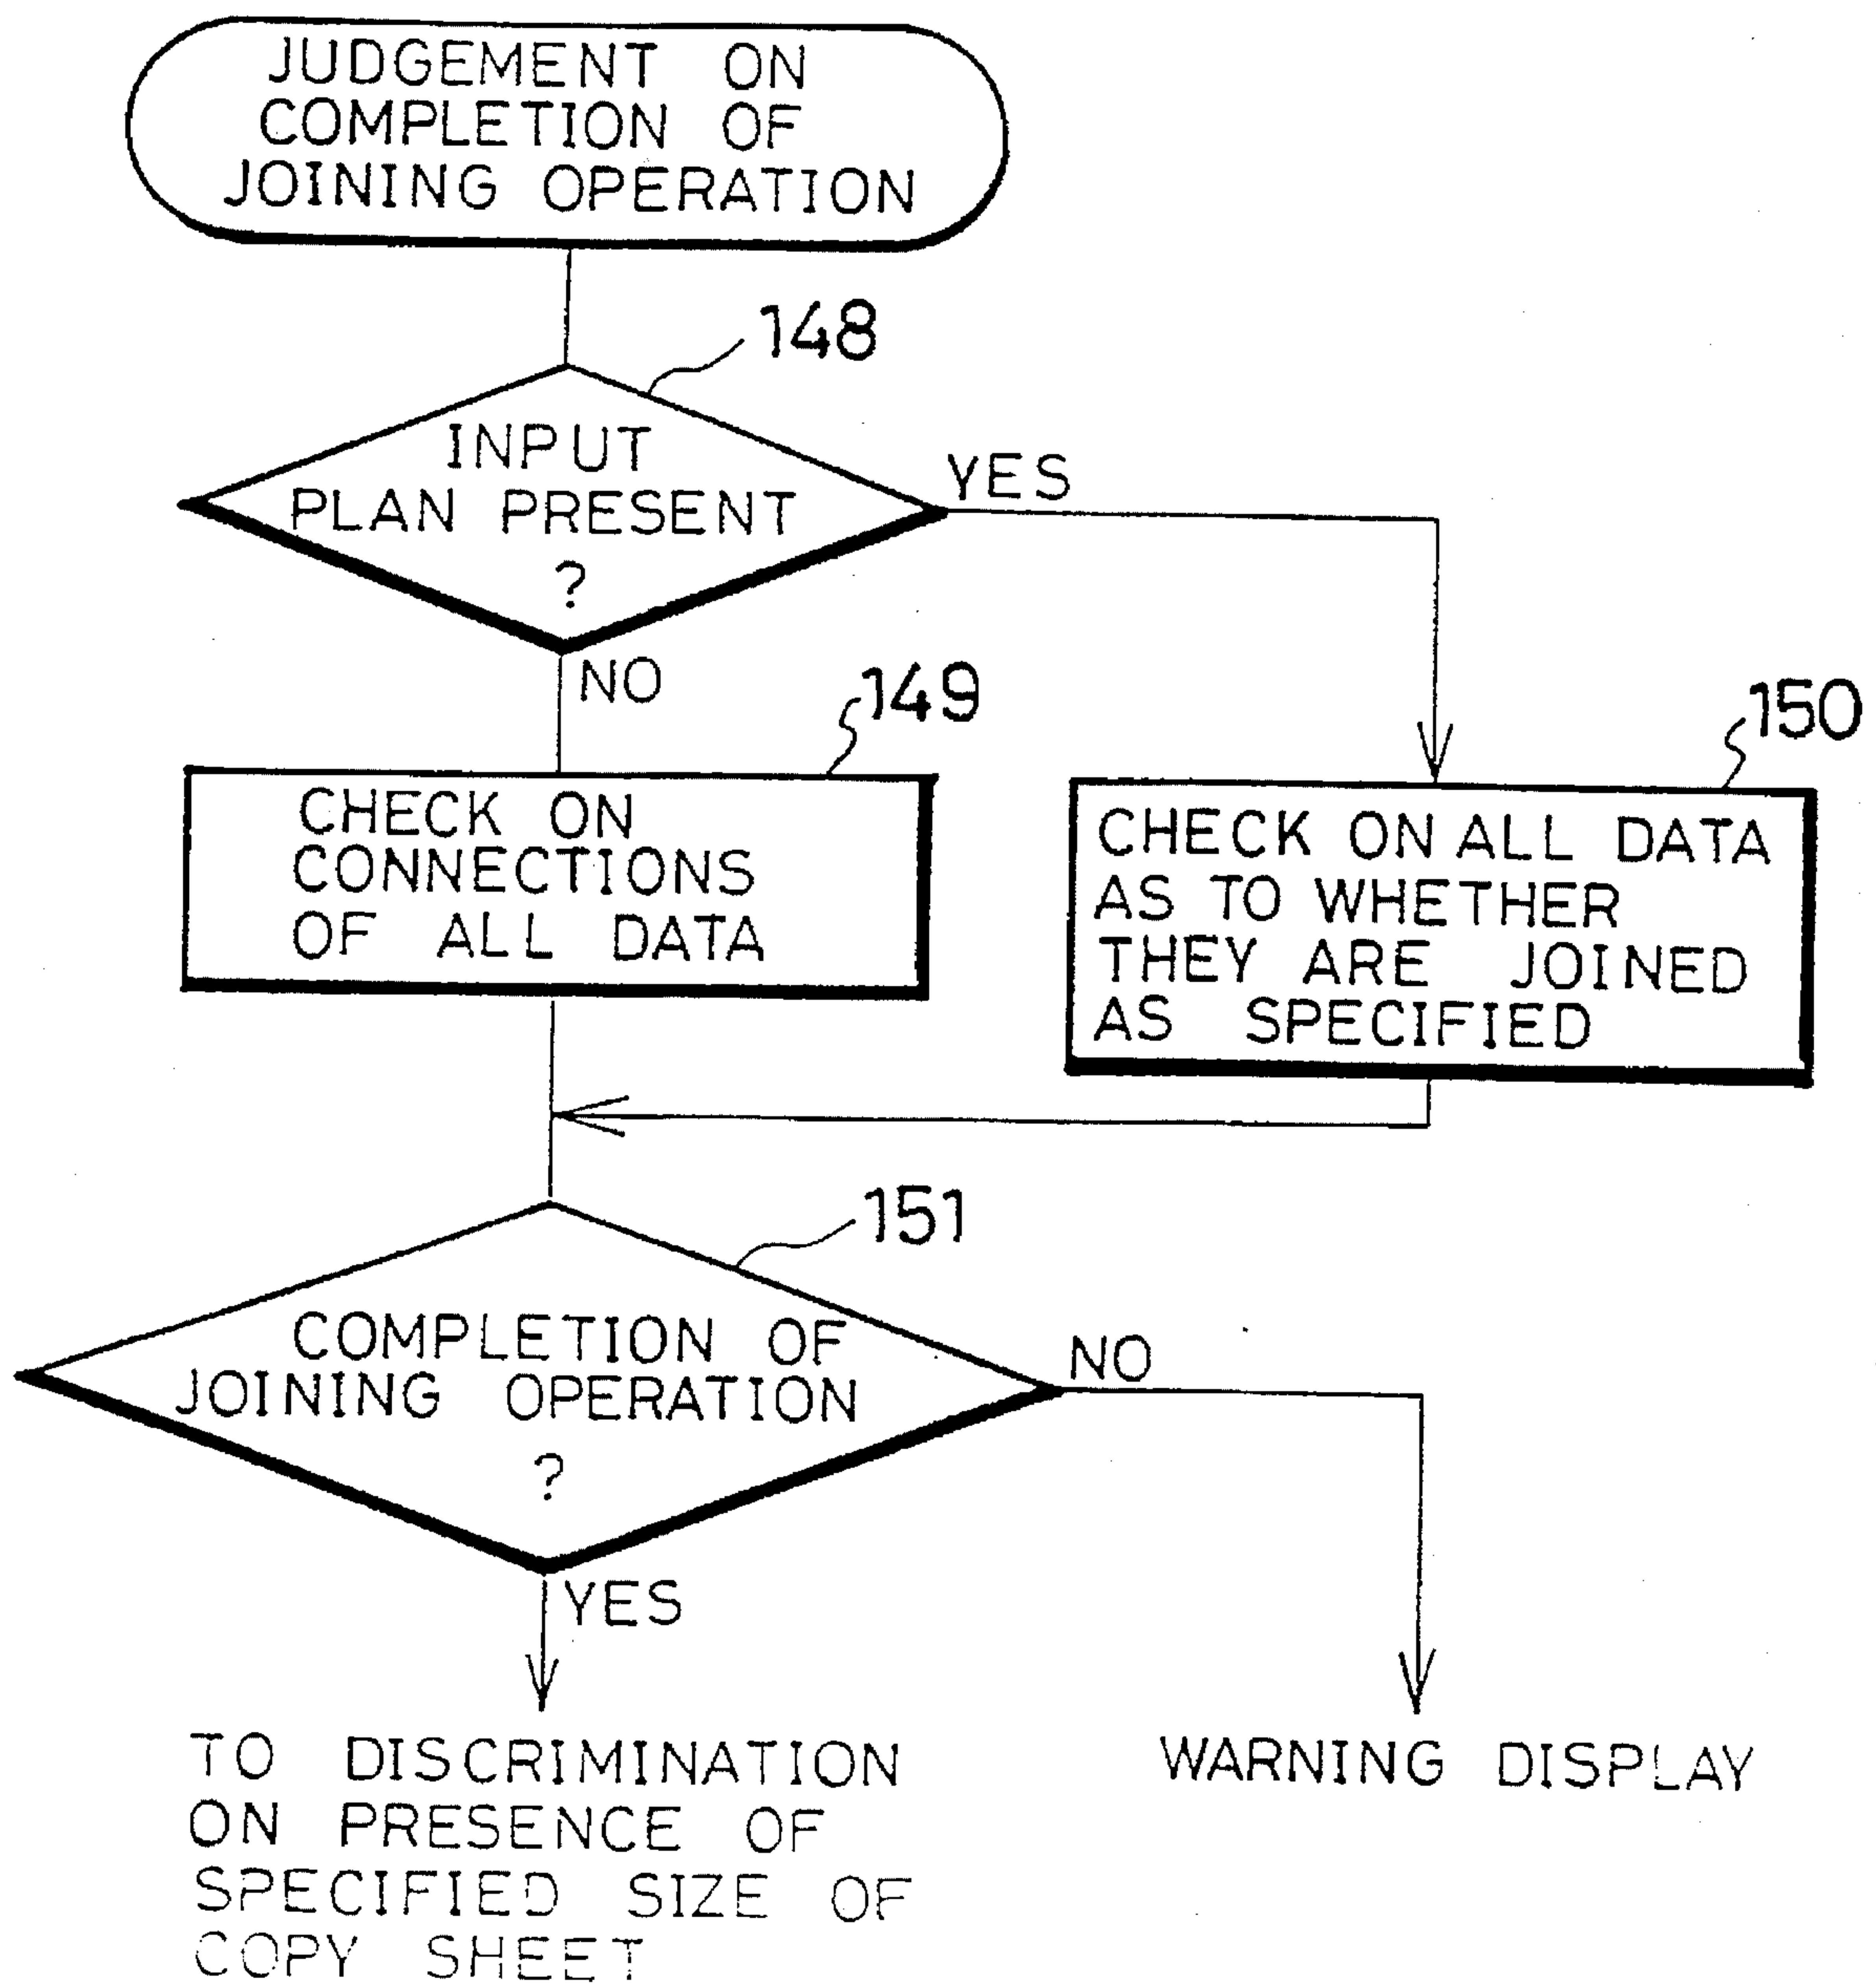 JUDGEMENT ON
COMPLETION OF
JOINING OPERATION
148
INPUT
PLAN PRESENT
?
YES
NO
149
150
CHECK ON
CONNECTIONS
OF ALL DATA
CHECK ON ALL DATA
AS TO WHETHER
THEY ARE JOINED
AS SPECIFIED
151
COMPLETION OF
JOINING OPERATION
?
NO
YES
TO DISCRIMINATION
ON PRESENCE OF
SPECIFIED SIZE OF
COPY SHEET
WARNING DISPLAY